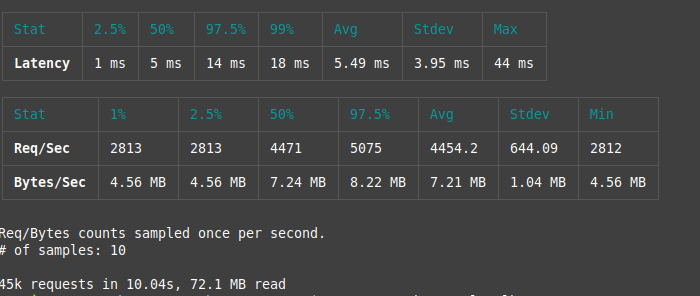 Stat 2.5% 50% 97.5% 99% Avg Stdev Max
Latency 1 ms 5 ms 14 ms 18 ms 5.49 ms 3.95 ms 44 ms
Stat 1% 2.5% 50% 97.5% Avg Stdev Min
Req/Sec 2813 2813 4471 5075 4454.2 644.09 2812
Bytes/Sec 4.56 MB 4.56 MB 7.24 MB 8.22 MB 7.21 MB 1.04 MB 4.56 MB
Req/Bytes counts sampled once per second.
# of samples: 10
45k requests in 10.04s, 72.1 MB read